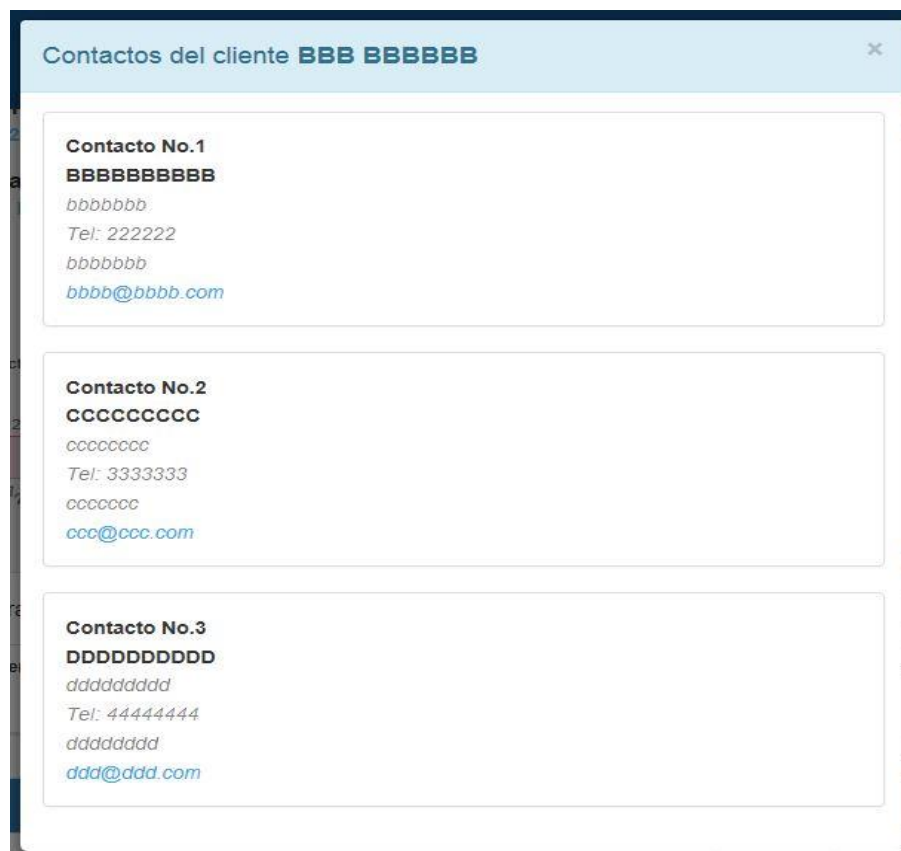 Contactos del cliente BBB BBBBBB
×
Contacto No.1
BBBBBBBBBB
bbbbbbb
Tel: 222222
bbbbbbb
bbbb@bbbb.com
Contacto No.2
CCCCCCCCC
cccccccc
Tel: 3333333
ccccccc
ccc@ccc.com
Contacto No.3
DDDDDDDDDD
ddddddddd
Tel: 44444444
dddddddd
ddd@ddd.com